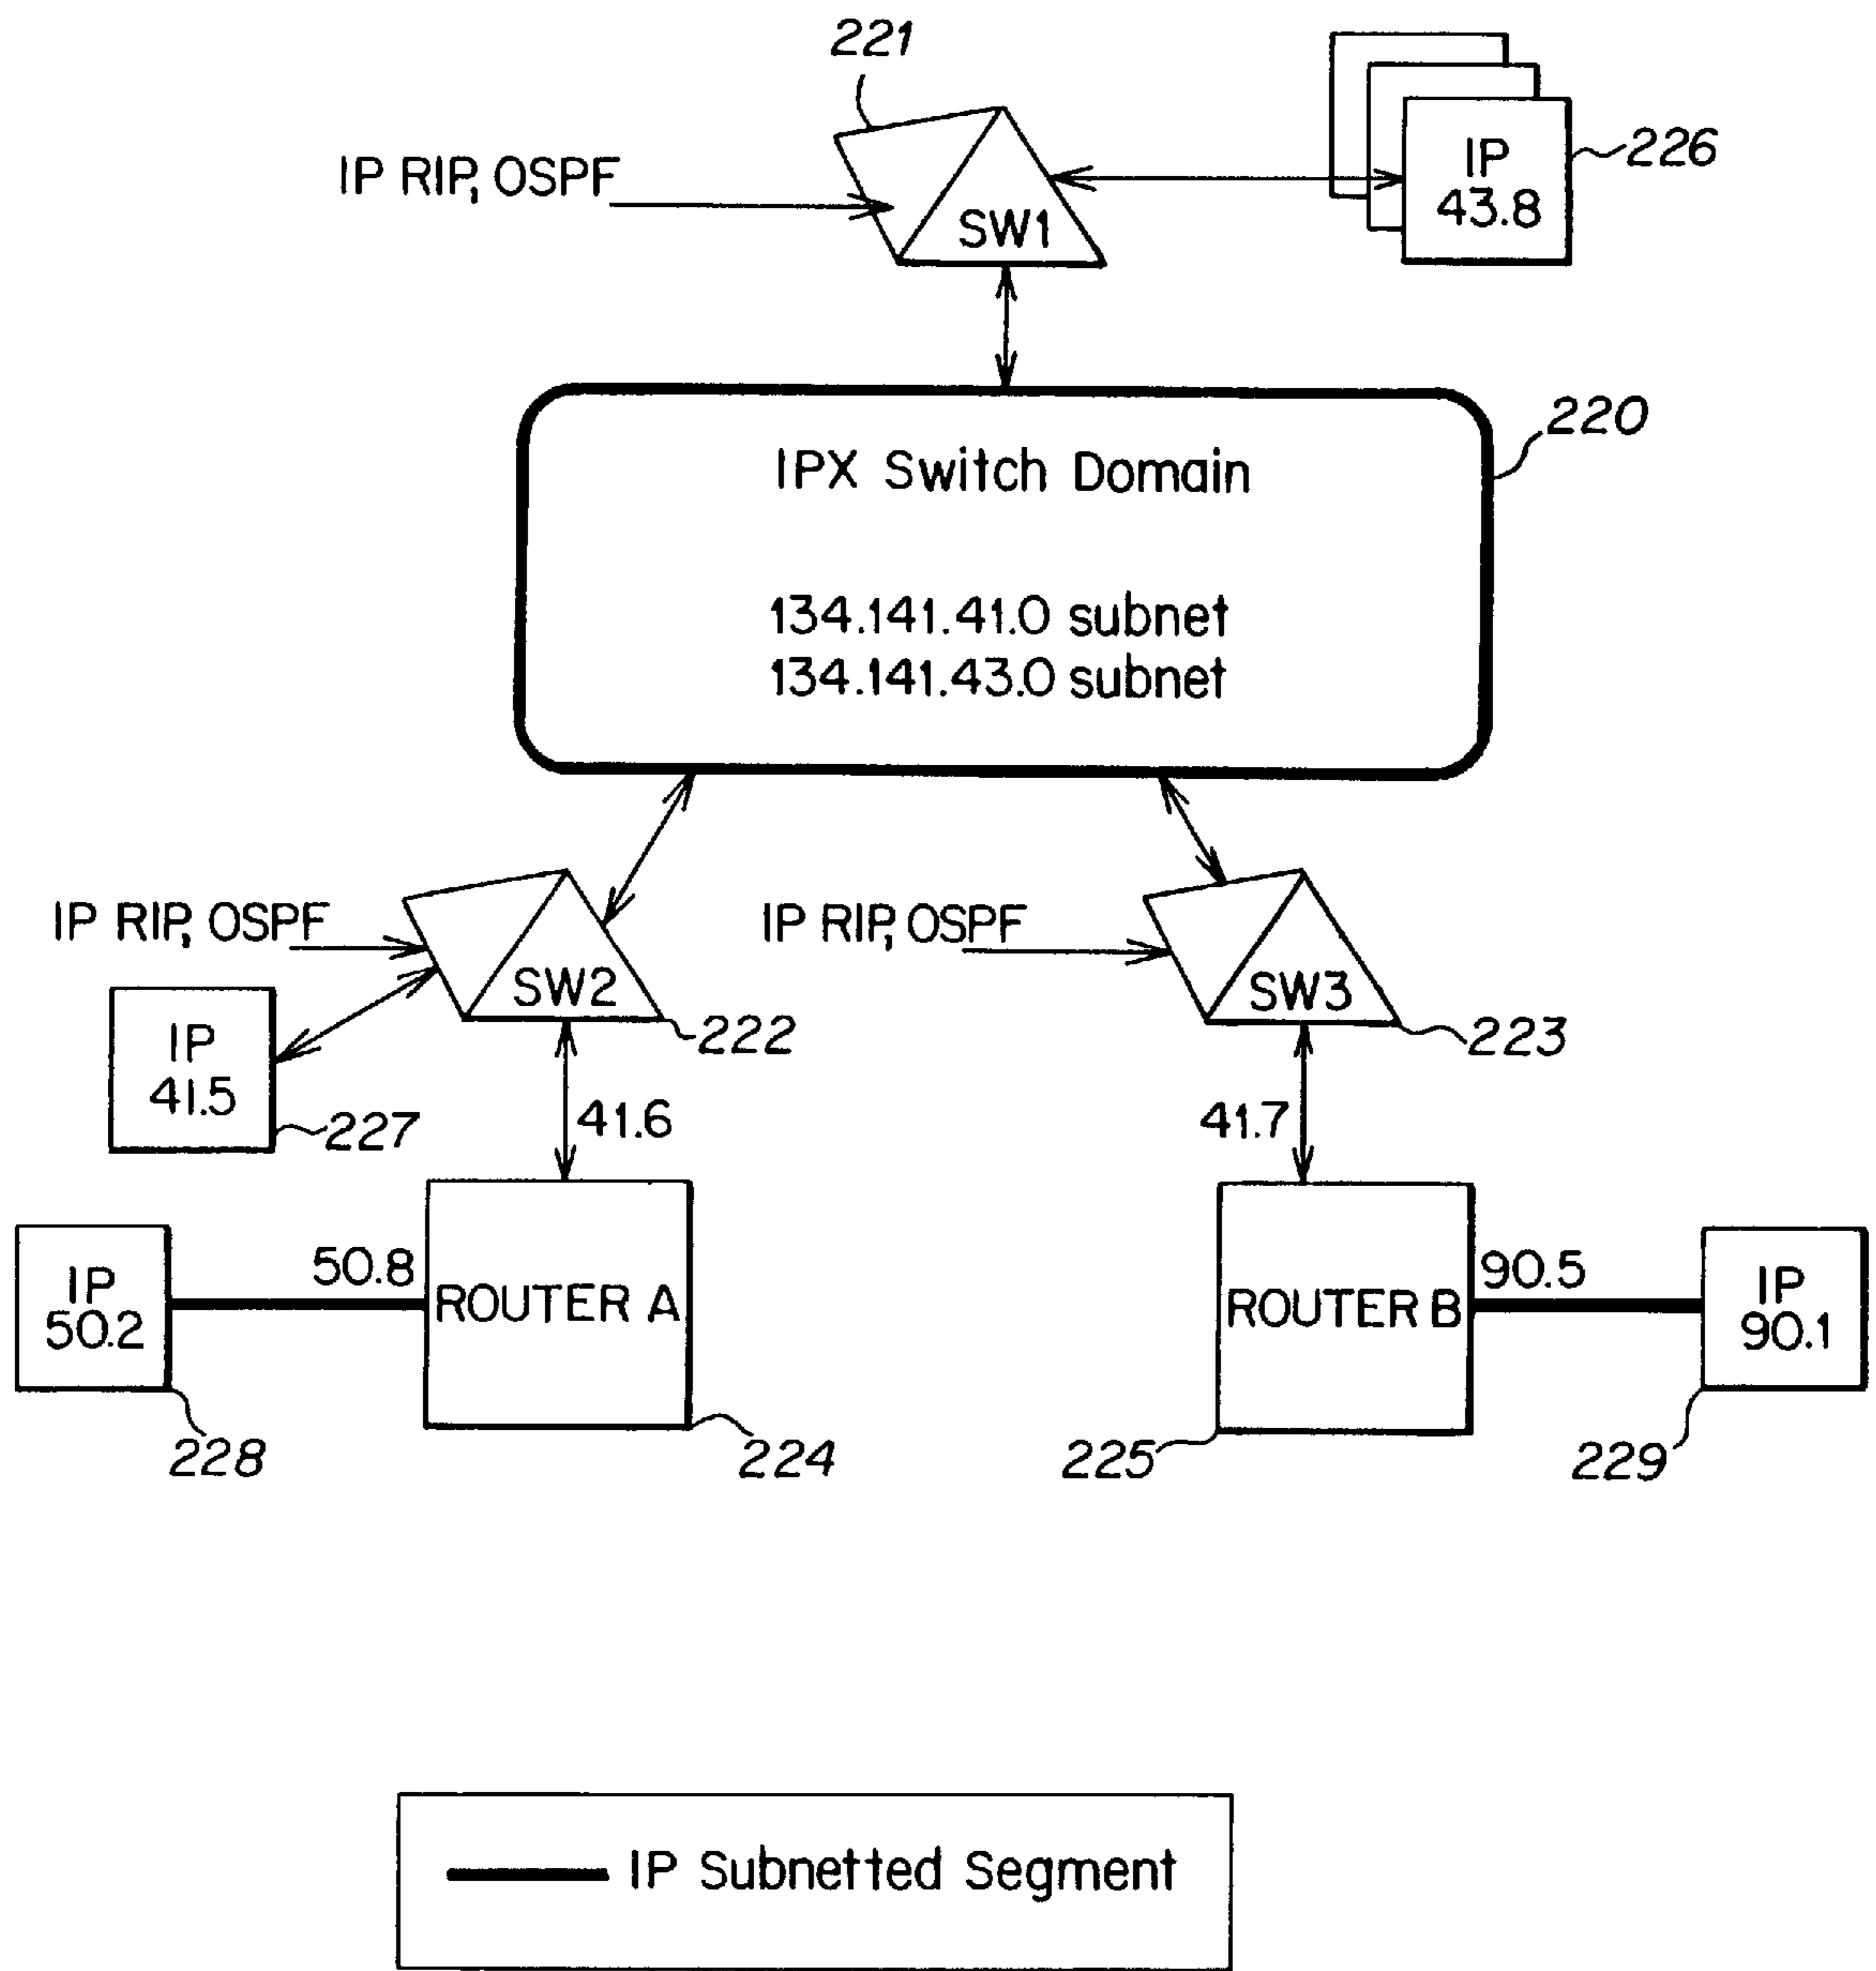 221
IP RIP, OSPF
SW1
IP
43.8
226
220
IPX Switch Domain
134.141.41.0 subnet
134.141.43.0 subnet
IP RIP, OSPF
SW2
222
IP RIP, OSPF
SW3
223
IP
41.5
227
41.6
41.7
IP
50.2
228
50.8
ROUTER A
224
ROUTER B
225
90.5
IP
90.1
229
IP Subnetted Segment